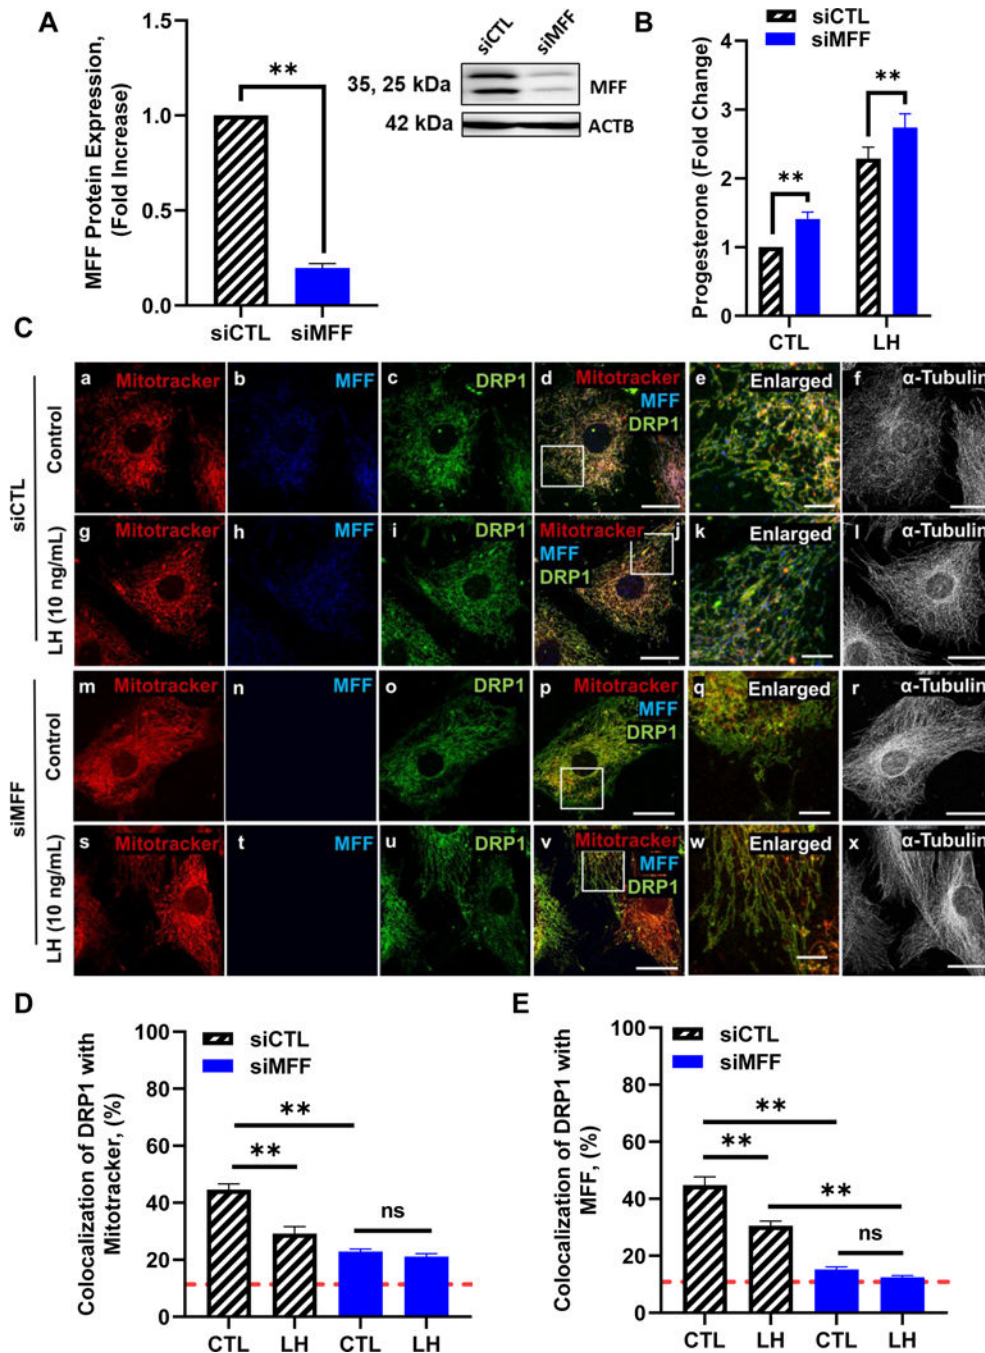 A
MFF Protein Expression,
(Fold Increase)
1.0
0.5
0.0
**
siCTL
siMFF
siCTL
siMFF
35, 25 kDa
MFF
42 kDa
ACTB
B
siCTL
siMFF
Progesterone (Fold Change)
4
3
2
1
0
**
**
CTL
LH
C
siCTL
Control
a
Mitotracker
b
MFF
c
DRP1
d
Mitotracker
MFF
DRP1
e
Enlarged
f
α-Tubulin
LH (10 ng/mL)
g
Mitotracker
h
MFF
i
DRP1
Mitotracker
j
MFF
DRP1
k
Enlarged
l
α-Tubulin
siMFF
Control
m
Mitotracker
n
MFF
o
DRP1
p
Mitotracker
MFF
DRP1
q
Enlarged
r
α-Tubulin
LH (10 ng/mL)
s
Mitotracker
t
MFF
u
DRP1
v
Mitotracker
MFF
DRP1
w
Enlarged
x
α-Tubulin
D
Colocalization of DRP1 with
Mitotracker, (%)
100
80
60
40
20
0
siCTL
siMFF
**
**
ns
CTL
LH
CTL
LH
E
Colocalization of DRP1 with
MFF, (%)
100
80
60
40
20
0
siCTL
siMFF
**
**
**
ns
CTL
LH
CTL
LH